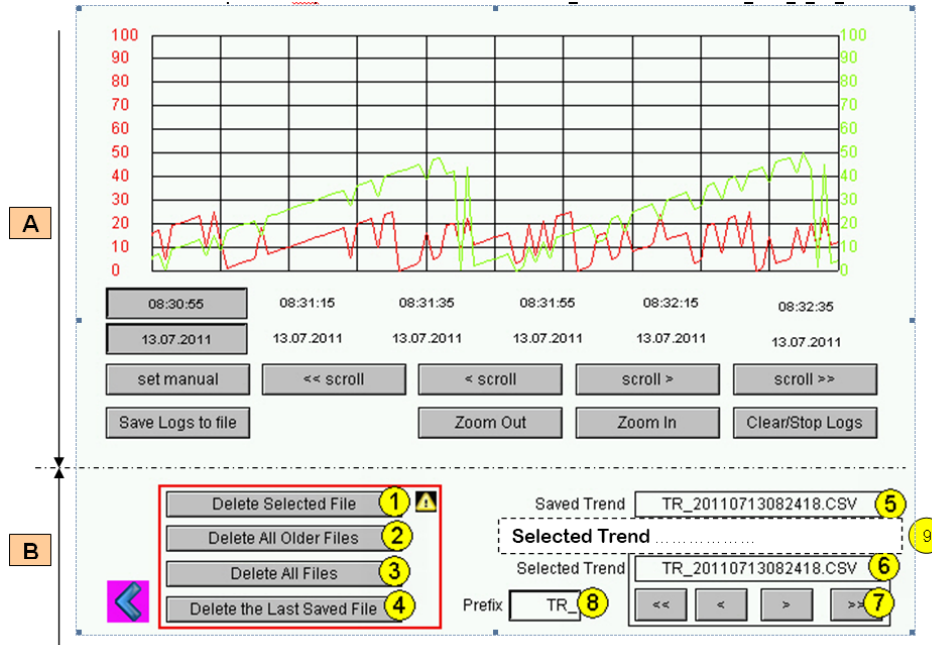 100 100
90 90
80 80
70 70
60 60
50 50
40 40
30 30
20 20
10 10
0 0
A
08:30:55 08:31:15 08:31:35 08:31:55 08:32:15 08:32:35
13.07.2011 13.07.2011 13.07.2011 13.07.2011 13.07.2011 13.07.2011
set manual << scroll < scroll scroll > scroll >>
Save Logs to file Zoom Out Zoom In Clear/Stop Logs
B
Delete Selected File 1
Delete All Older Files 2
Delete All Files 3
Delete the Last Saved File 4
Saved Trend TR_20110713082418.CSV 5
Selected Trend ……………… 9
Selected Trend TR_20110713082418.CSV 6
Prefix TR_ 8 << < > >> 7